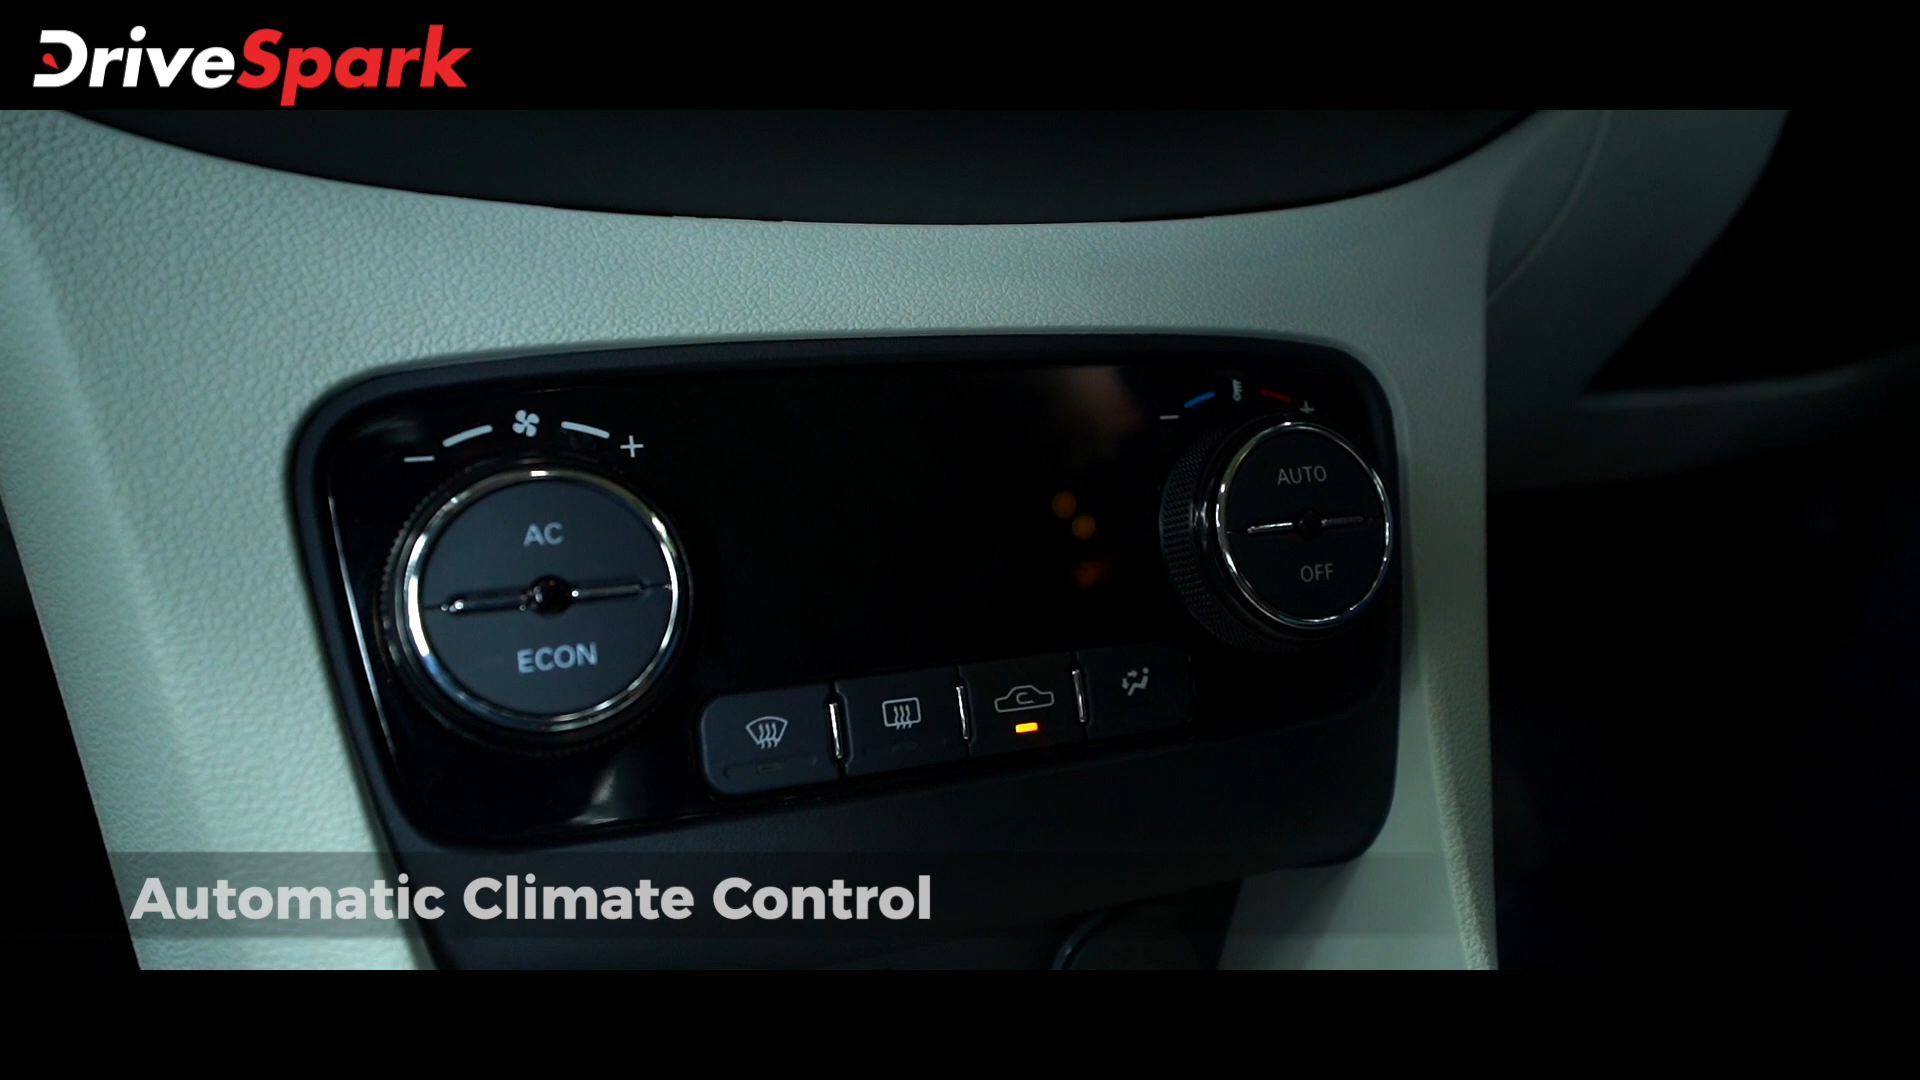 DriveSpark
AC
ECON
AUTO
OFF
Automatic Climate Control